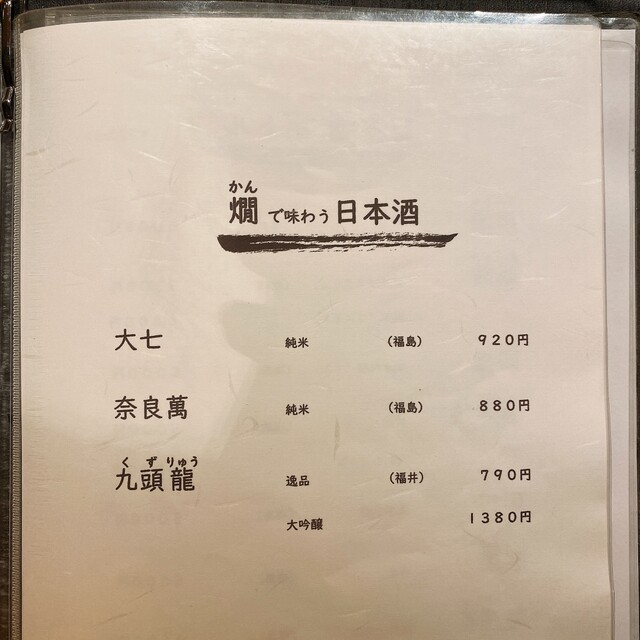 かん
燗で味わう日本酒
大七 純米 （福島） 920円
奈良萬 純米 （福島） 880円
くずりゅう
九頭龍 逸品 （福井） 790円
大吟醸 1380円